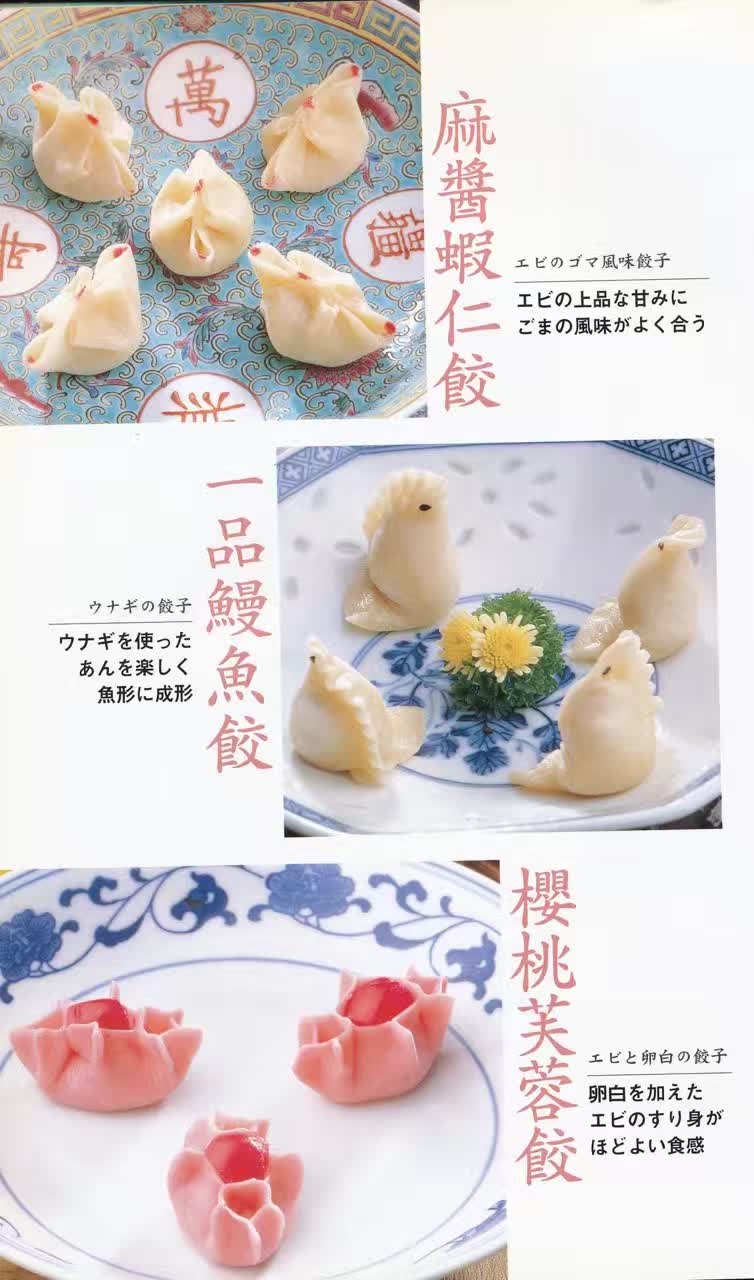 萬
疆
麻醬蝦仁餃
エビのゴマ風味餃子
エビの上品な甘みに
ごまの風味がよく合う
一品鰻魚餃
ウナギの餃子
ウナギを使った
あんを楽しく
魚形に成形
櫻桃芙蓉餃
エビと卵白の餃子
卵白を加えた
エビのすり身が
ほどよい食感